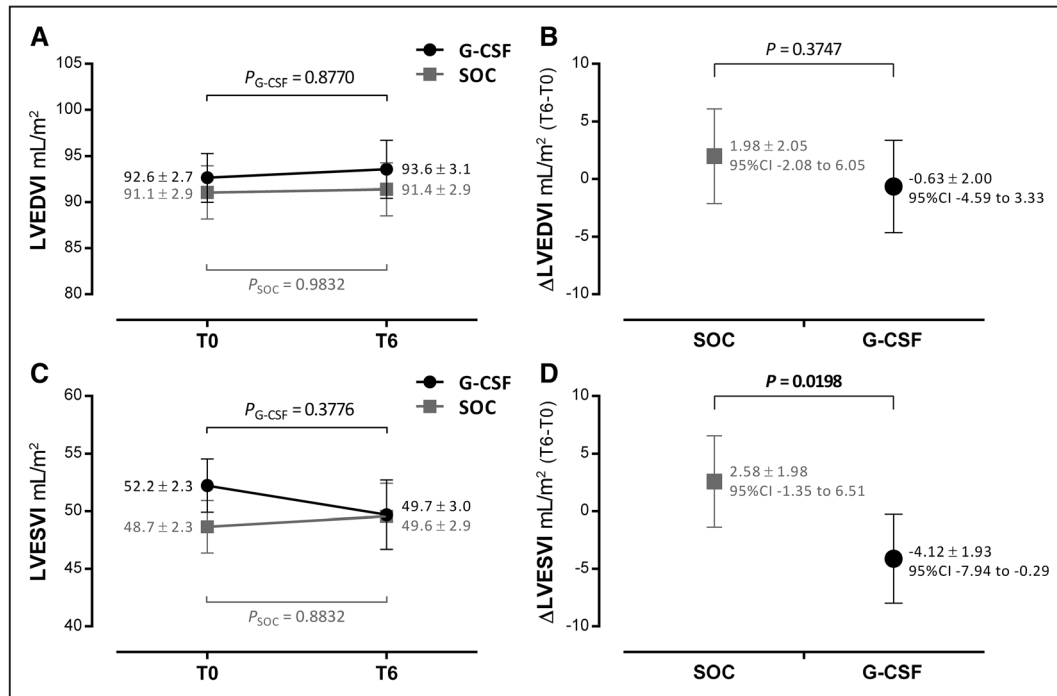 A
G-CSF
SOC
P G-CSF = 0.8770
105
100
95
90
85
80
LVEDVI mL/m²
92.6 ± 2.7
91.1 ± 2.9
93.6 ± 3.1
91.4 ± 2.9
P SOC = 0.9832
T0
T6
B
P = 0.3747
10
5
0
-5
-10
ΔLVEDVI mL/m² (T6-T0)
1.98 ± 2.05
95%CI -2.08 to 6.05
-0.63 ± 2.00
95%CI -4.59 to 3.33
SOC
G-CSF
C
G-CSF
SOC
P G-CSF = 0.3776
60
55
50
45
40
LVESVI mL/m²
52.2 ± 2.3
48.7 ± 2.3
49.7 ± 3.0
49.6 ± 2.9
P SOC = 0.8832
T0
T6
D
P = 0.0198
10
5
0
-5
-10
ΔLVESVI mL/m² (T6-T0)
2.58 ± 1.98
95%CI -1.35 to 6.51
-4.12 ± 1.93
95%CI -7.94 to -0.29
SOC
G-CSF